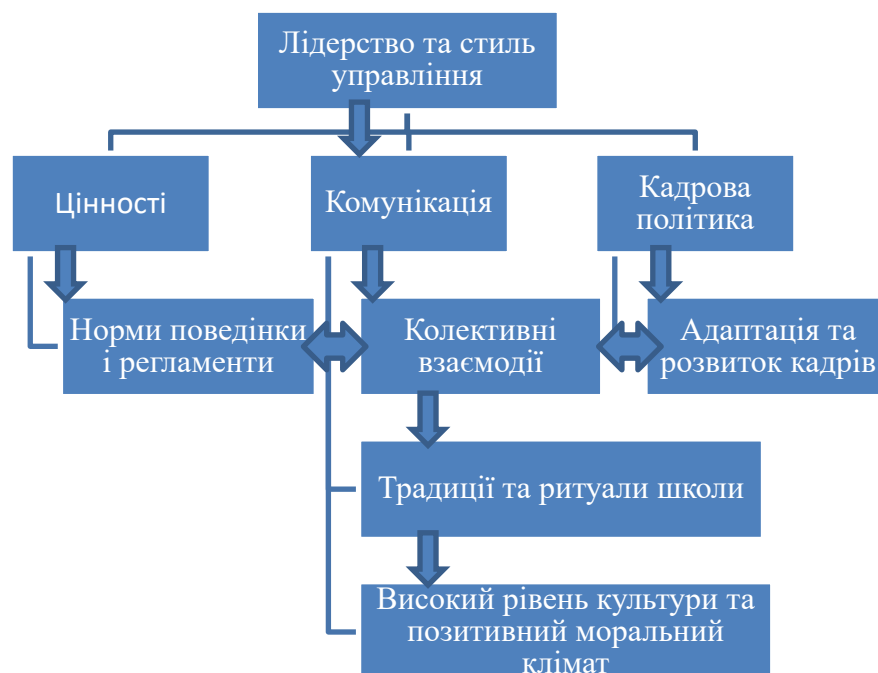 Лідерство та стиль
управління
Цінності
Комунікація
Кадрова
політика
Норми поведінки
і регламенти
Колективні
взаємодії
Адаптація та
розвиток кадрів
Традиції та ритуали школи
Високий рівень культури та
позитивний моральний
клімат